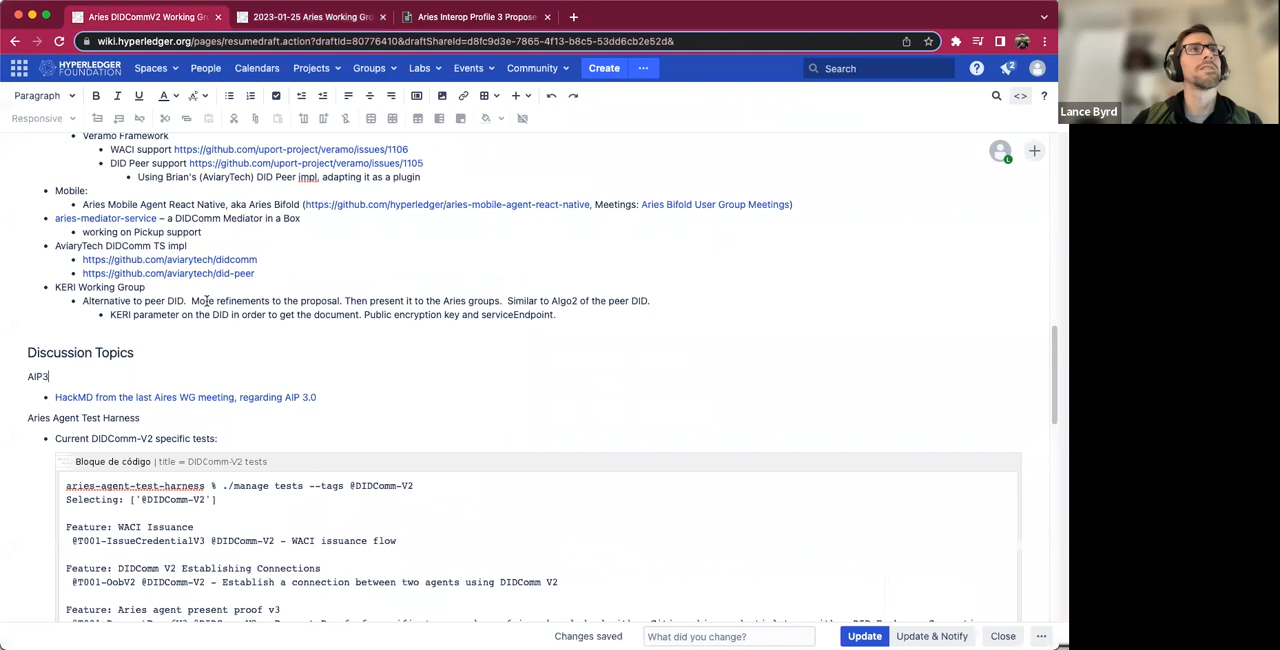 Aries DIDCommV2 Working Gr
2023-01-25 Aries Working Gro
Aries Interop Profile 3 Propose
wiki.hyperledger.org/pages/resumedraft.action?draftId=80776410&draftShareId=d8fc9d3e-7865-4f13-b8c5-53dd6cb2e52d&
HYPERLEDGER FOUNDATION Spaces People Calendars Projects Groups Labs Events Community Create ··· Search 2
Lance Byrd
Paragraph B I U A
Responsive
Veramo Framework
WACI support https://github.com/uport-project/veramo/issues/1106
DID Peer support https://github.com/uport-project/veramo/issues/1105
Using Brian's (AviaryTech) DID Peer impl, adapting it as a plugin
Mobile:
Aries Mobile Agent React Native, aka Aries Bifold (https://github.com/hyperledger/aries-mobile-agent-react-native, Meetings: Aries Bifold User Group Meetings)
aries-mediator-service – a DIDComm Mediator in a Box
working on Pickup support
AviaryTech DIDComm TS impl
https://github.com/aviarytech/didcomm
https://github.com/aviarytech/did-peer
KERI Working Group
Alternative to peer DID. More refinements to the proposal. Then present it to the Aries groups. Similar to Algo2 of the peer DID.
KERI parameter on the DID in order to get the document. Public encryption key and serviceEndpoint.
Discussion Topics
AIP3
HackMD from the last Aires WG meeting, regarding AIP 3.0
Aries Agent Test Harness
Current DIDComm-V2 specific tests:
Bloque de código | title = DIDComm-V2 tests
aries-agent-test-harness % ./manage tests --tags @DIDComm-V2
Selecting: ['@DIDComm-V2']
Feature: WACI Issuance
@T001-IssueCredentialV3 @DIDComm-V2 - WACI issuance flow
Feature: DIDComm V2 Establishing Connections
@T001-OobV2 @DIDComm-V2 - Establish a connection between two agents using DIDComm V2
Feature: Aries agent present proof v3
Changes saved What did you change? Update Update & Notify Close ···